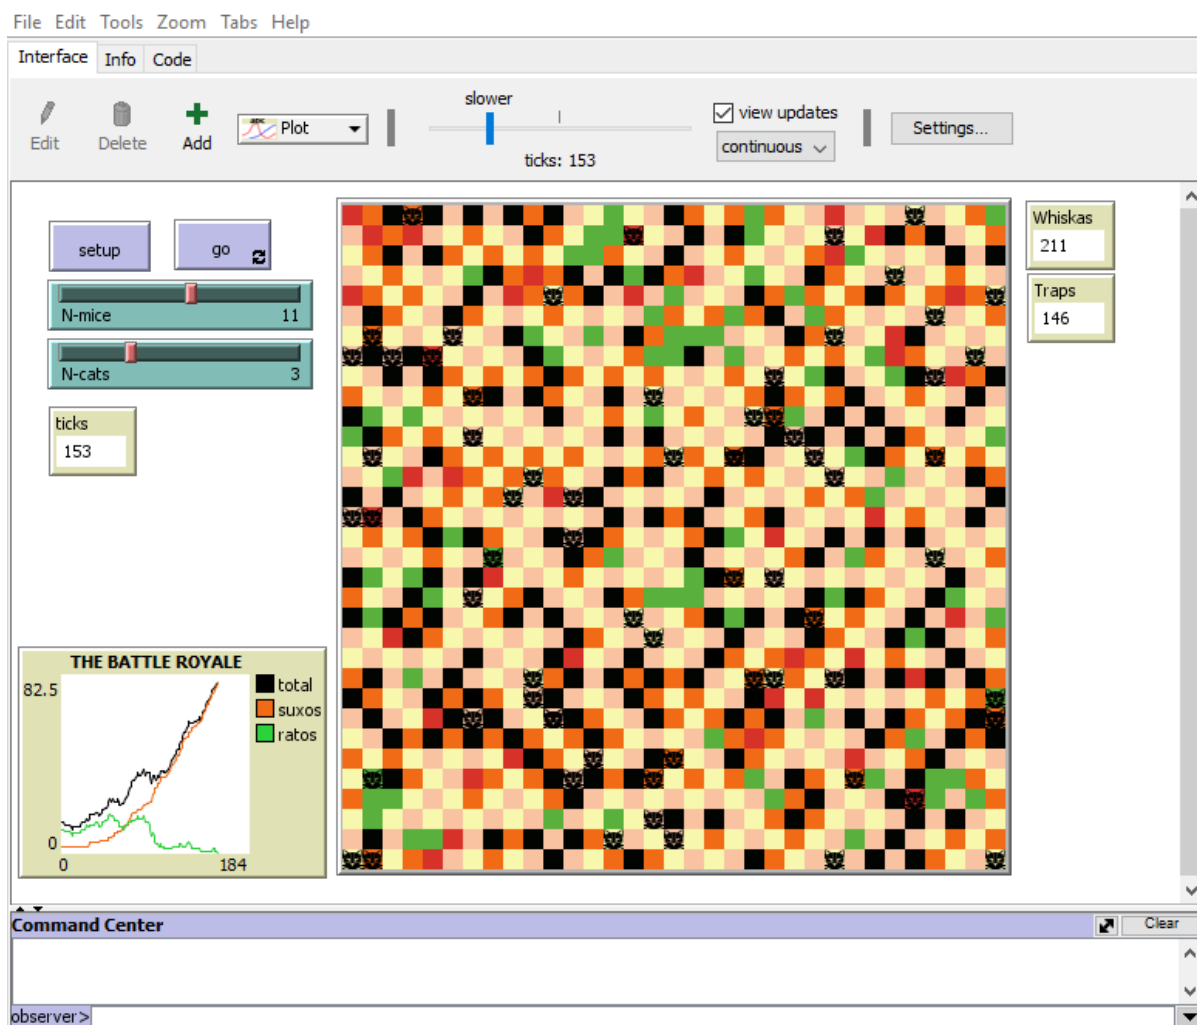 File Edit Tools Zoom Tabs Help
Interface Info Code
Edit Delete Add
abc Plot
slower
ticks: 153
view updates
continuous
Settings...
setup
go
N-mice 11
N-cats 3
ticks
153
Whiskas
211
Traps
146
THE BATTLE ROYALE
82.5
0
0 184
total
suxos
ratos
Command Center
Clear
observer>